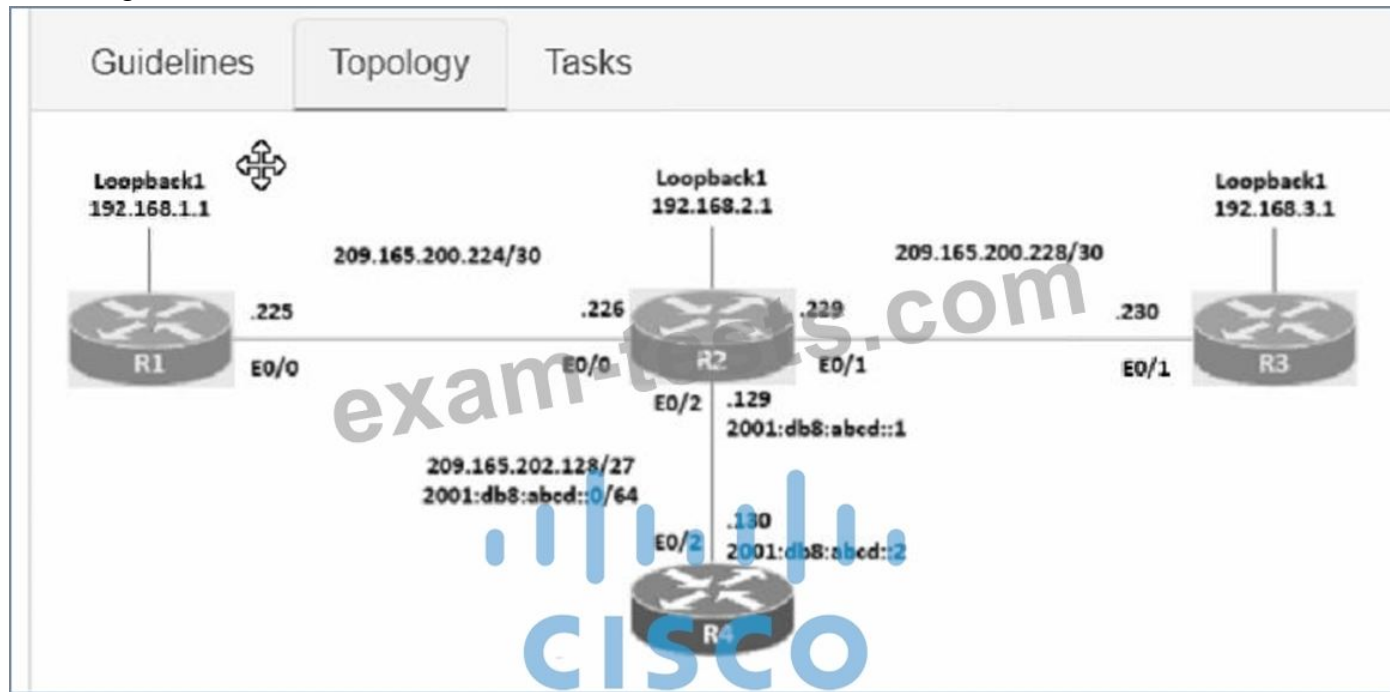 Guidelines Topology Tasks
Loopback1
192.168.1.1
Loopback1
192.168.2.1
Loopback1
192.168.3.1
209.165.200.224/30
209.165.200.228/30
.225
.226
.229
.230
R1
E0/0
E0/0
R2
E0/1
E0/1
R3
E0/2
.129
2001:db8:abcd::1
209.165.202.128/27
2001:db8:abcd::0/64
.130
E0/2
2001:db8:abcd::2
R4
exam-tests.com
CISCO